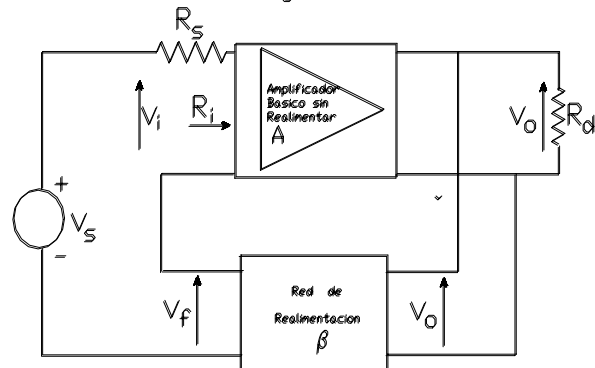 Rs
Vi
Ri
Amplificador
Basico sin
Realimentar
A
Vo
Rd
+
Vs
-
Red de
Realimentacion
β
Vf
Vo